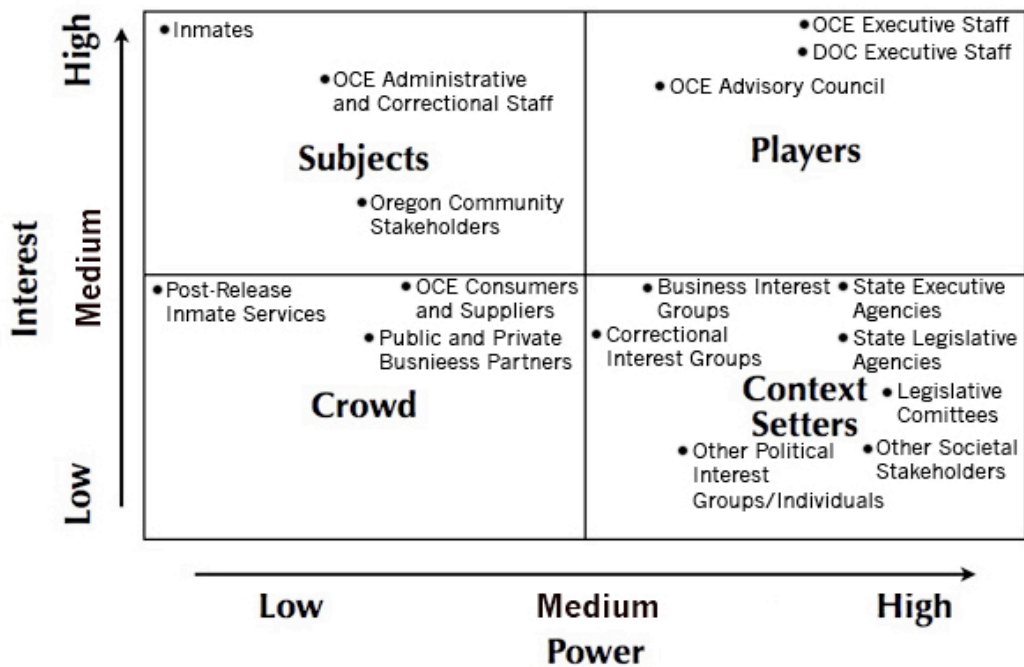 High
Medium
Low
Interest
• Inmates
• OCE Administrative
and Correctional Staff
Subjects
• Oregon Community
Stakeholders
• OCE Executive Staff
• DOC Executive Staff
• OCE Advisory Council
Players
• Post-Release
Inmate Services
• OCE Consumers
and Suppliers
• Public and Private
Busnieess Partners
Crowd
• Business Interest
Groups
• State Executive
Agencies
• Correctional
Interest Groups
• State Legislative
Agencies
Context
Setters
• Legislative
Comittees
• Other Political
Interest
Groups/Individuals
• Other Societal
Stakeholders
Low
Medium
High
Power